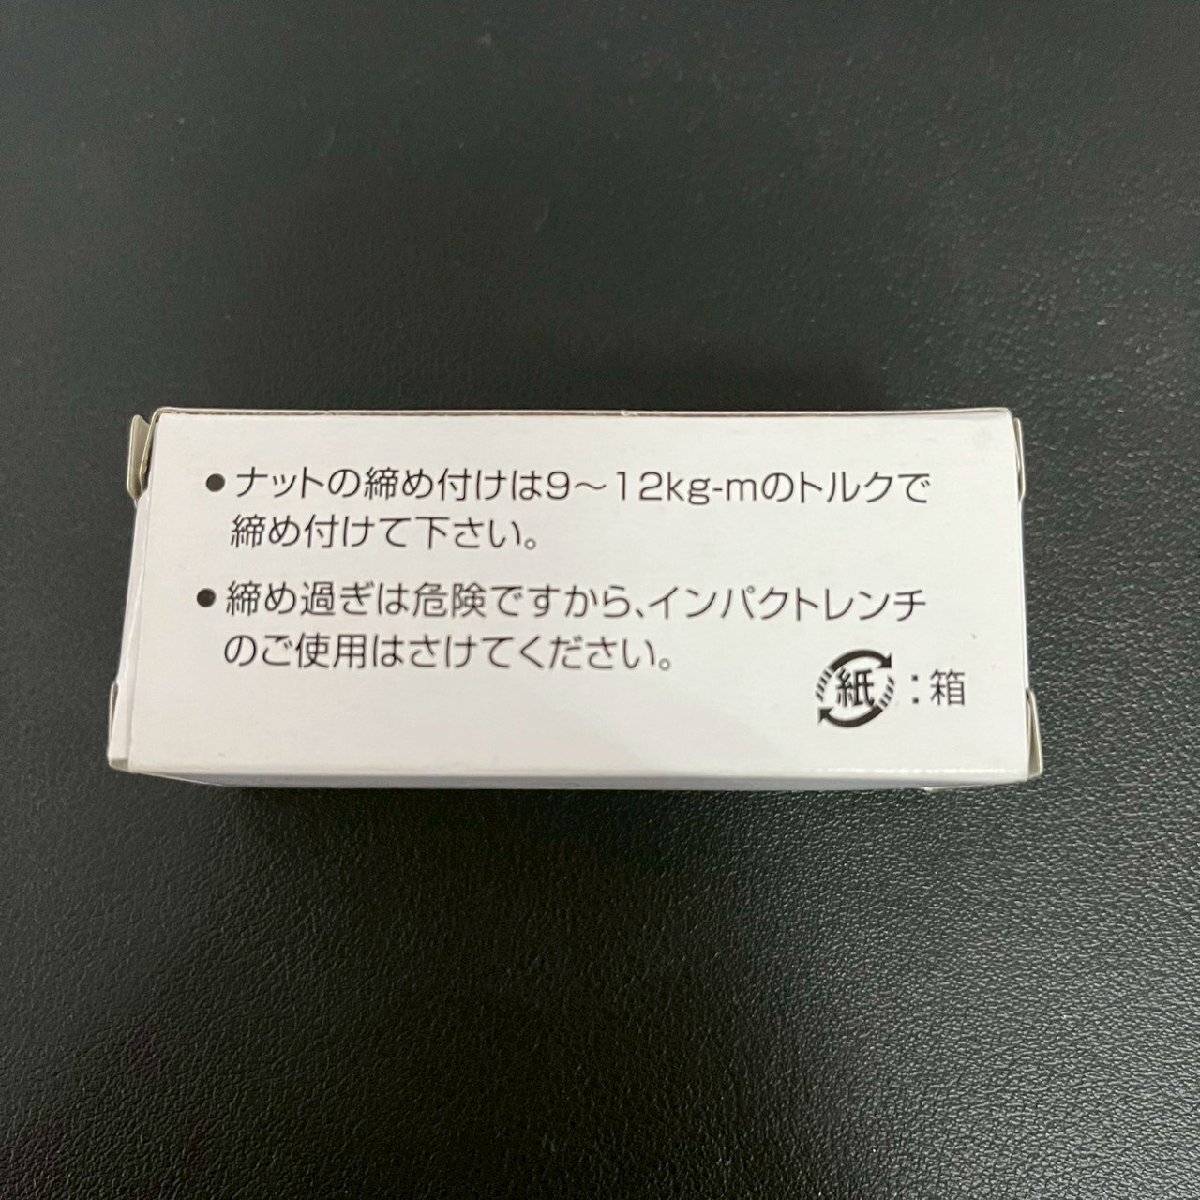 ●ナットの締め付けは9～12kg-mのトルクで
締め付けて下さい。
●締め過ぎは危険ですから、インパクトレンチ
のご使用はさけてください。
紙：箱